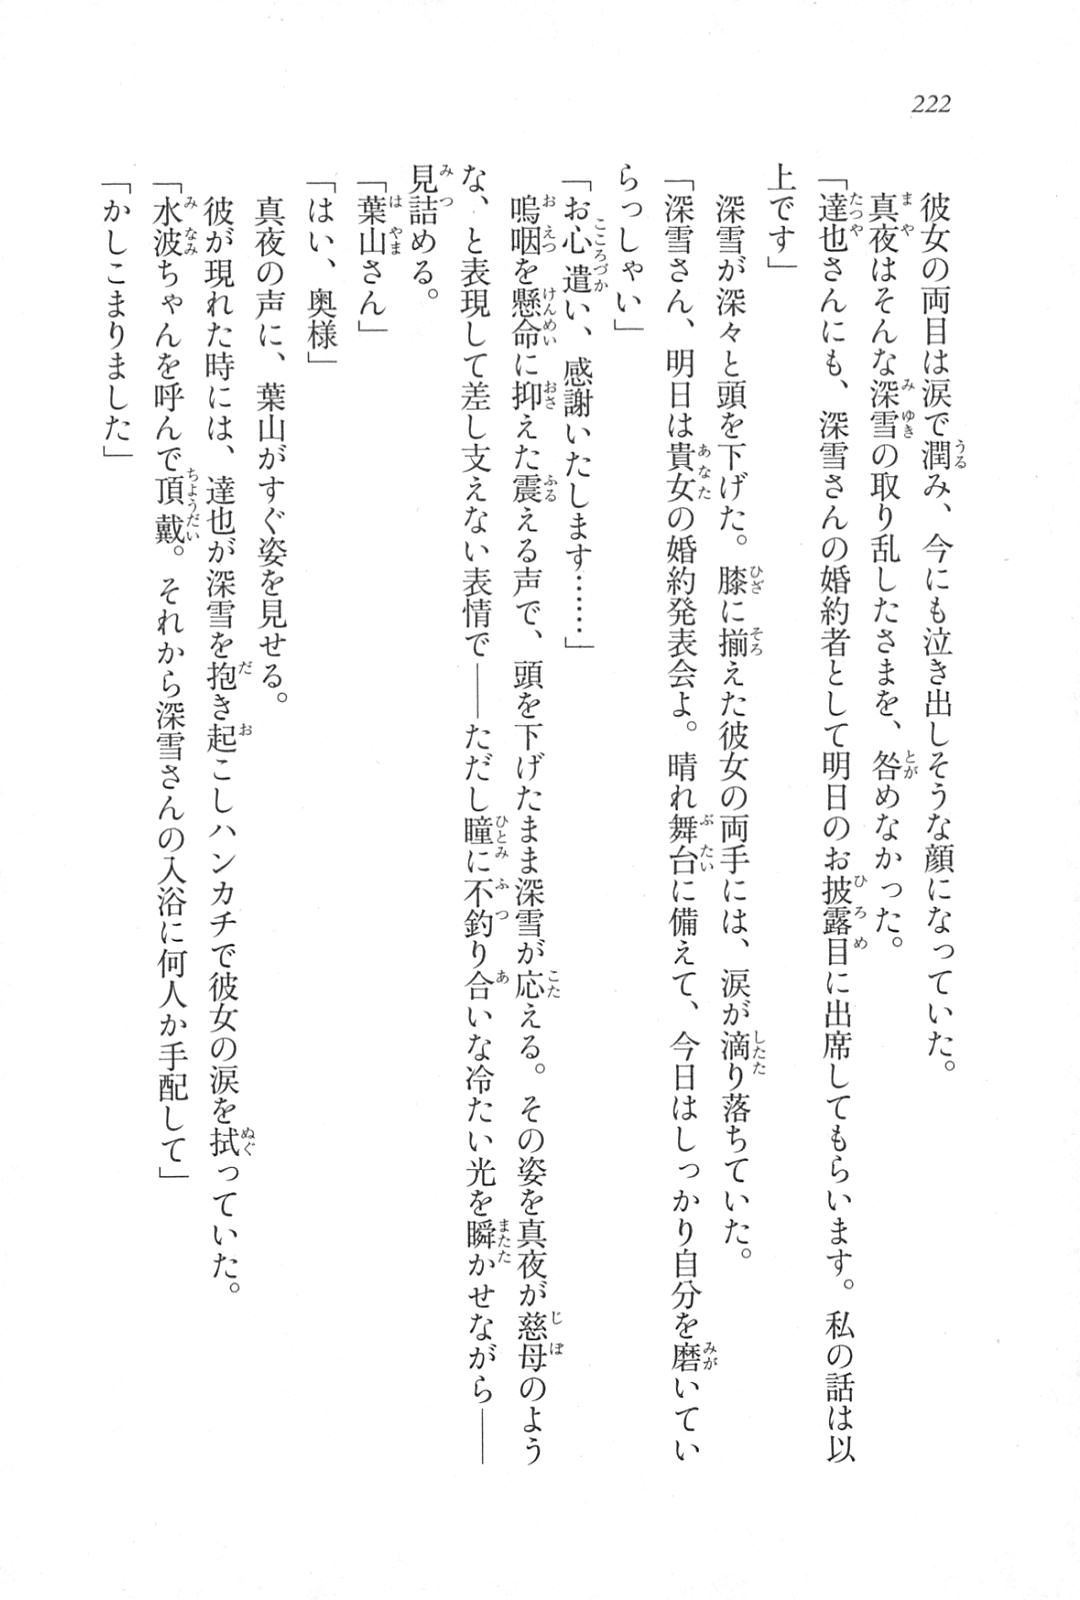 222
彼女の両目は涙で潤み、今にも泣き出しそうな顔になっていた。
真夜はそんな深雪の取り乱したさまを、咎めなかった。
「達也さんにも、深雪さんの婚約者として明日のお披露目に出席してもらいます。私の話は以
上です」
深雪が深々と頭を下げた。膝に揃えた彼女の両手には、涙が滴り落ちていた。
「深雪さん、明日は貴女の婚約発表会よ。晴れ舞台に備えて、今日はしっかり自分を磨いてい
らっしゃい」
「お心遣い、感謝いたします……」
嗚咽を懸命に抑えた震える声で、頭を下げたまま深雪が応える。その姿を真夜が慈母のよう
な、と表現して差し支えない表情で――ただし瞳に不釣り合いな冷たい光を瞬かせながら――
見詰める。
「葉山さん」
「はい、奥様」
真夜の声に、葉山がすぐ姿を見せる。
彼が現れた時には、達也が深雪を抱き起こしハンカチで彼女の涙を拭っていた。
「水波ちゃんを呼んで頂戴。それから深雪さんの入浴に何人か手配して」
「かしこまりました」